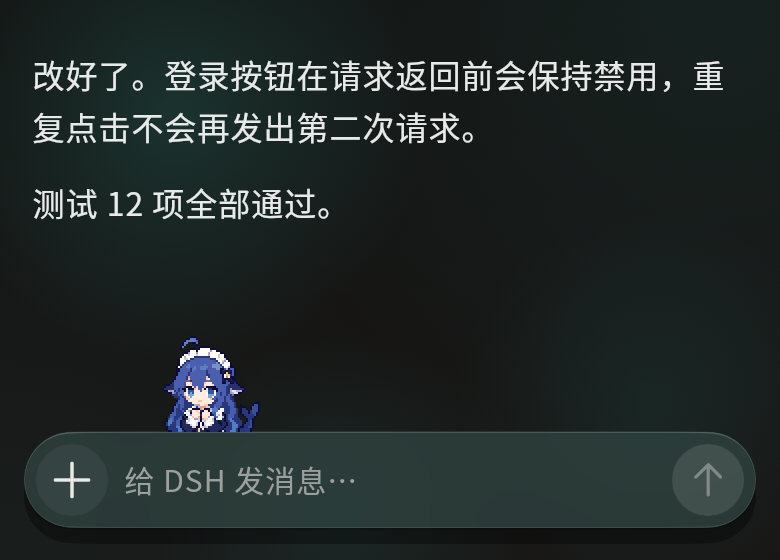 改好了。登录按钮在请求返回前会保持禁用，重
复点击不会再发出第二次请求。
测试 12 项全部通过。
给 DSH 发消息…